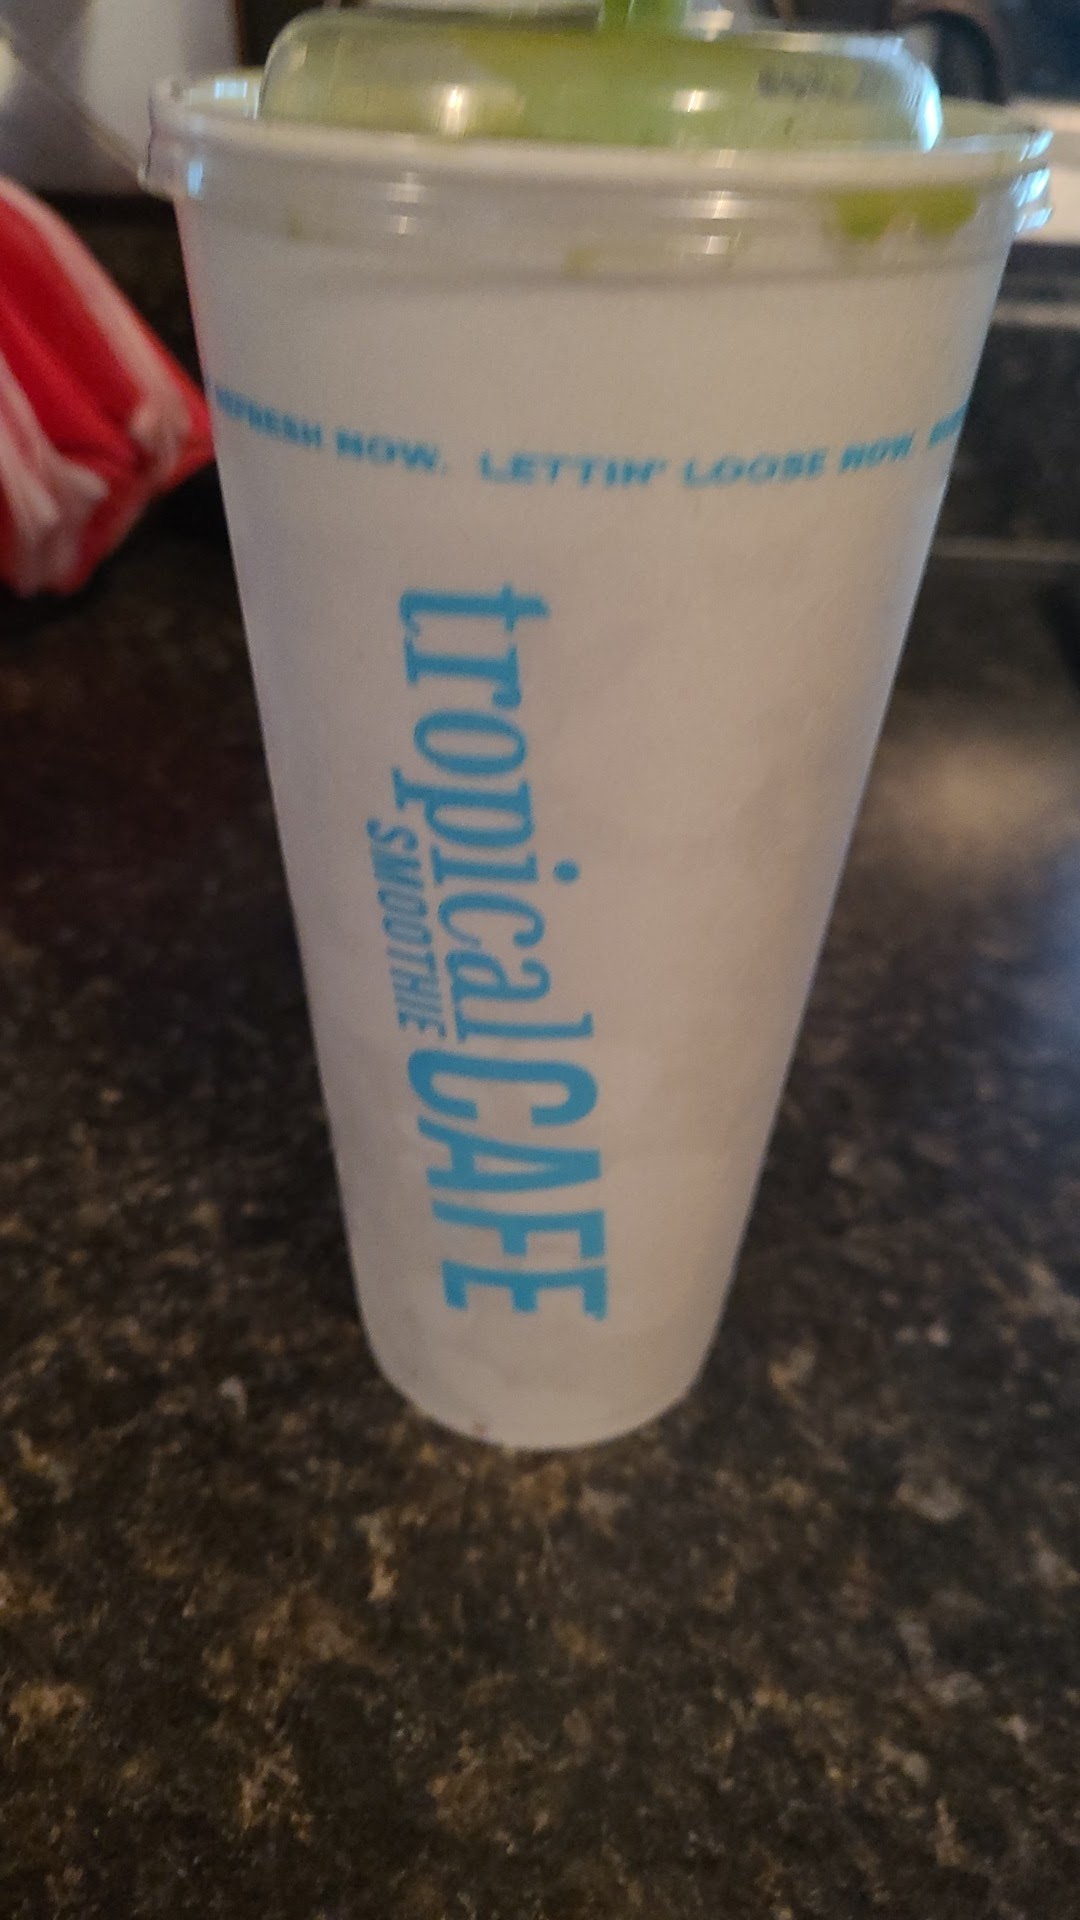 REFRESH NOW. LETTIN' LOOSE NOW.
tropical
SMOOTHIE
CAFE